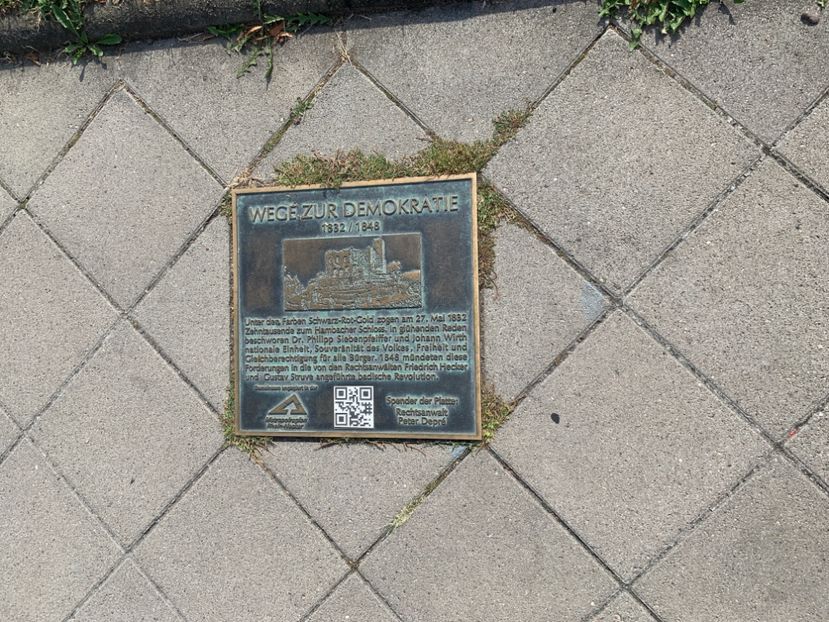 WEGE ZUR DEMOKRATIE
1832 / 1848
Unter den Farben Schwarz-Rot-Gold zogen am 27. Mai 1832
Zehntausende zum Hambacher Schloss. In glühenden Reden
beschworen Dr. Philipp Siebenpfeiffer und Johann Wirth
nationale Einheit, Souveränität des Volkes, Freiheit und
Gleichberechtigung für alle Bürger. 1848 mündeten diese
Forderungen in die von den Rechtsanwälten Friedrich Hecker
und Gustav Struve angeführte badische Revolution.
Metropolregion
Rhein-Neckar
Spender der Platte:
Rechtsanwalt
Peter Depré